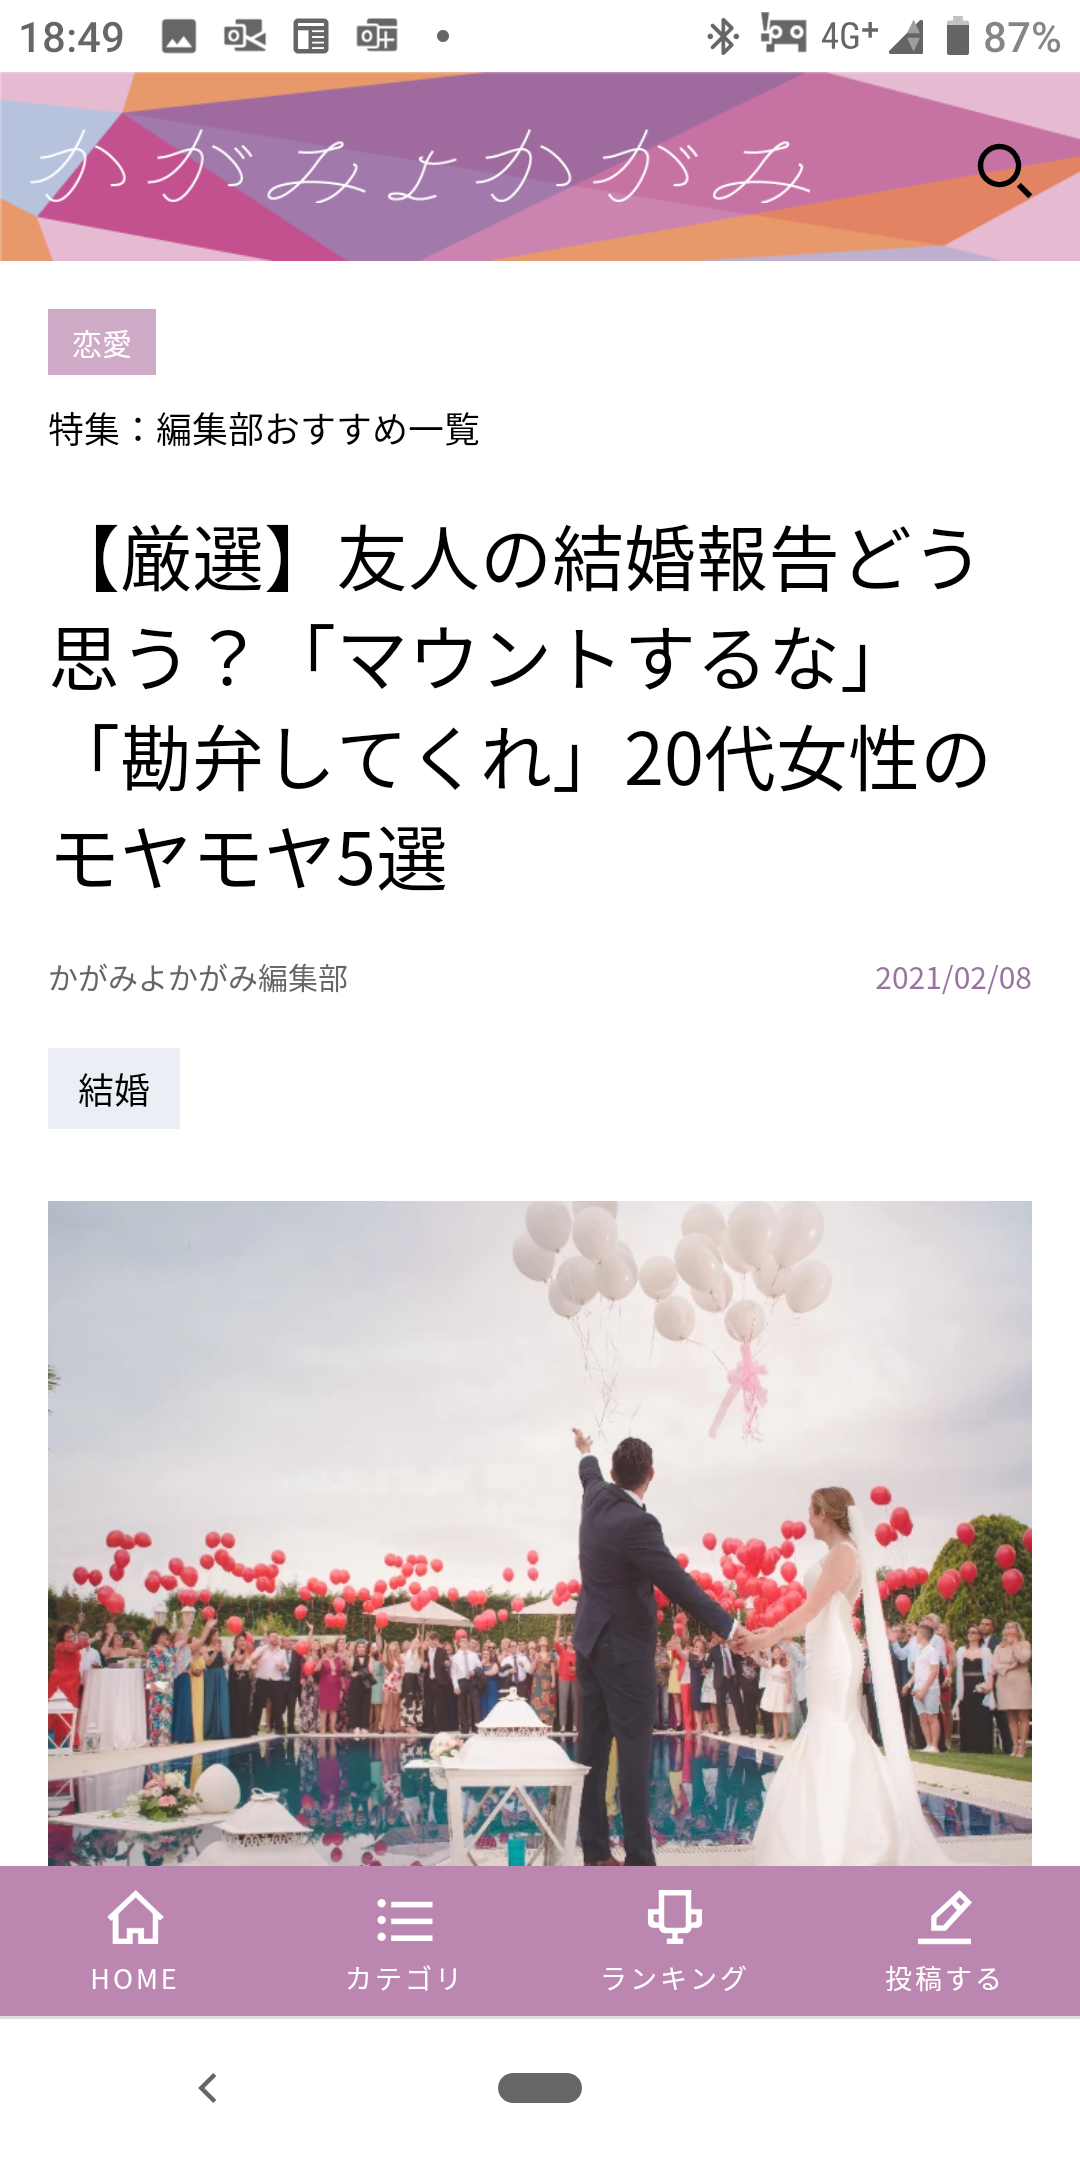 18:49
4G+
87%
かがみよかがみ
恋愛
特集：編集部おすすめ一覧
【厳選】友人の結婚報告どう
思う？「マウントするな」
「勘弁してくれ」20代女性の
モヤモヤ5選
かがみよかがみ編集部
2021/02/08
結婚
HOME
カテゴリ
ランキング
投稿する